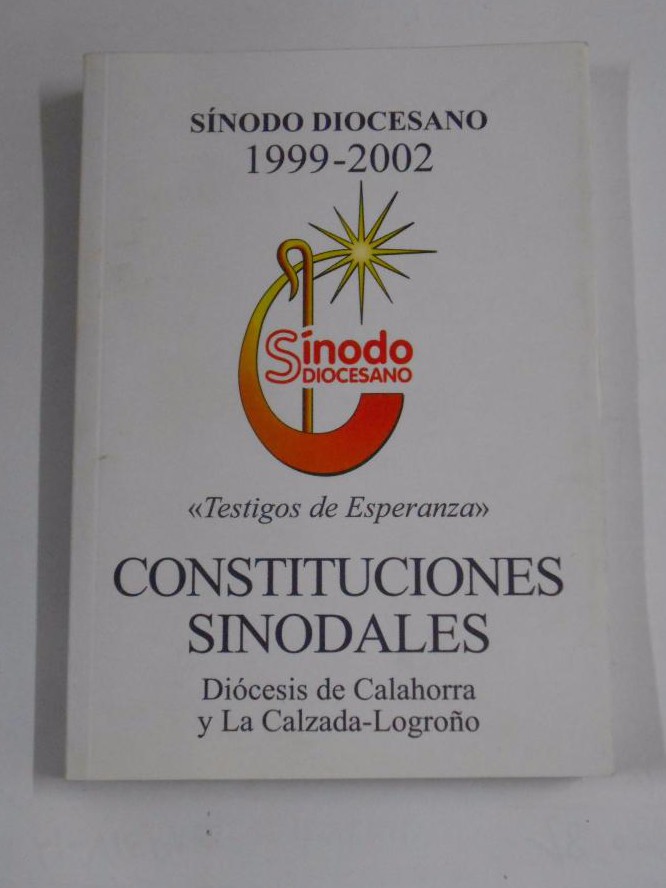 SÍNODO DIOCESANO
1999-2002
Sínodo
DIOCESANO
«Testigos de Esperanza»
CONSTITUCIONES
SINODALES
Diócesis de Calahorra
y La Calzada-Logroño